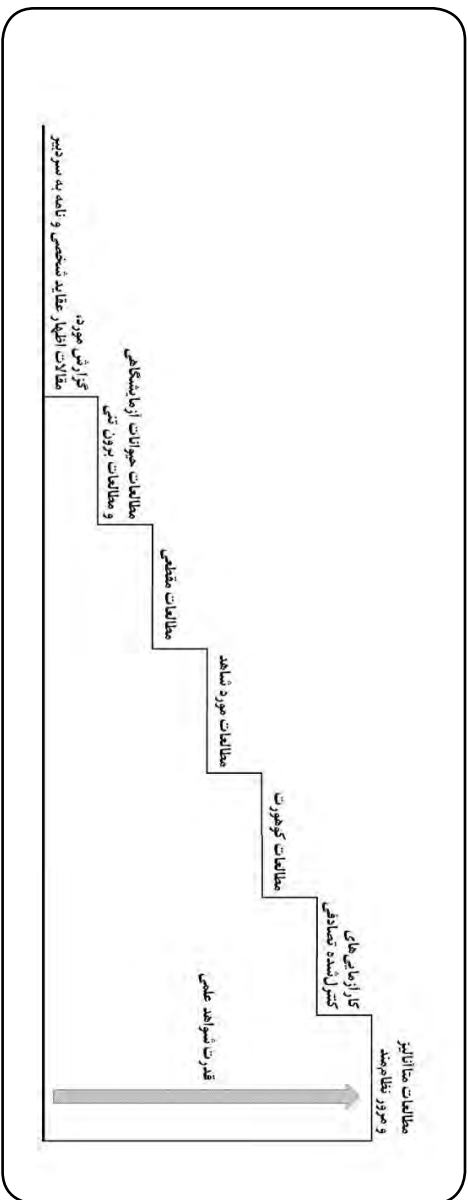 مطالعات متاآنالیز
و مرور نظام‌مند
کارآزمایی‌های
کنترل‌شده تصادفی
مطالعات کوهورت
مطالعات مورد شاهد
مطالعات مقطعی
مطالعات حیوانات آزمایشگاهی
و مطالعات برون تنی
گزارش مورد،
مقالات اظهار عقاید شخصی و نامه به سردبیر
قدرت شواهد علمی